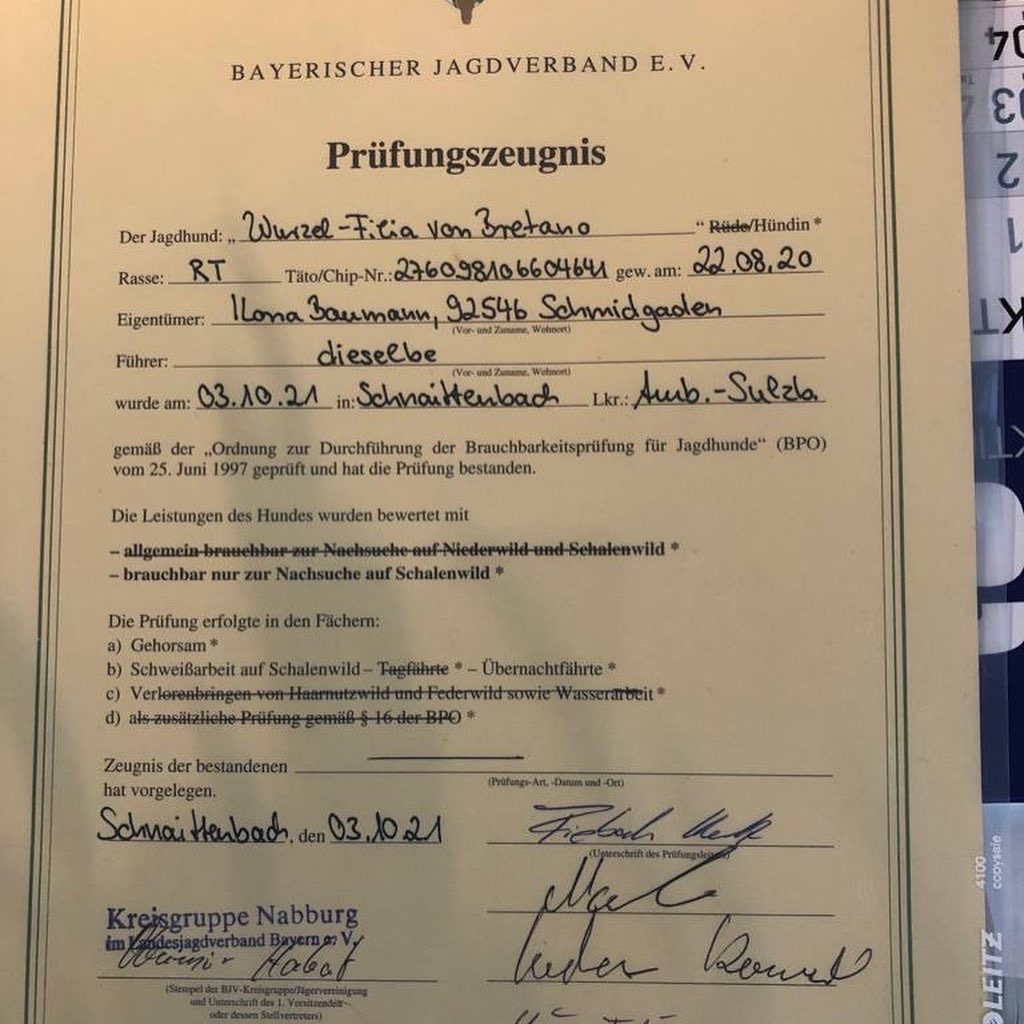 BAYERISCHER JAGDVERBAND E.V.
Prüfungszeugnis
Der Jagdhund: „ Wurzel-Filia von Bretano “ Rüde/Hündin *
Rasse: RT Täto/Chip-Nr.: 276098106604641 gew. am: 22.08.20
Eigentümer: Ilona Baumann, 92546 Schmidgaden
(Vor- und Zuname, Wohnort)
Führer: dieselbe
(Vor- und Zuname, Wohnort)
wurde am: 03.10.21 in: Schnaittenbach Lkr.: Amb.-Sulzb.
gemäß der „Ordnung zur Durchführung der Brauchbarkeitsprüfung für Jagdhunde“ (BPO)
vom 25. Juni 1997 geprüft und hat die Prüfung bestanden.
Die Leistungen des Hundes wurden bewertet mit
– allgemein brauchbar zur Nachsuche auf Niederwild und Schalenwild *
– brauchbar nur zur Nachsuche auf Schalenwild *
Die Prüfung erfolgte in den Fächern:
a) Gehorsam *
b) Schweißarbeit auf Schalenwild – Tagfährte * – Übernachtfährte *
c) Verlorenbringen von Haarnutzwild und Federwild sowie Wasserarbeit *
d) als zusätzliche Prüfung gemäß § 16 der BPO *
Zeugnis der bestandenen
(Prüfungs-Art, -Datum und -Ort)
hat vorgelegen.
Schnaittenbach, den 03.10.21
(Unterschrift des Prüfungsleiters)
Kreisgruppe Nabburg
im Landesjagdverband Bayern e. V.
(Stempel der BJV-Kreisgruppe/Jägervereinigung
und Unterschrift des 1. Vorsitzenden
oder dessen Stellvertreters)
04
03
2
1
4100
copysafe
LEITZ